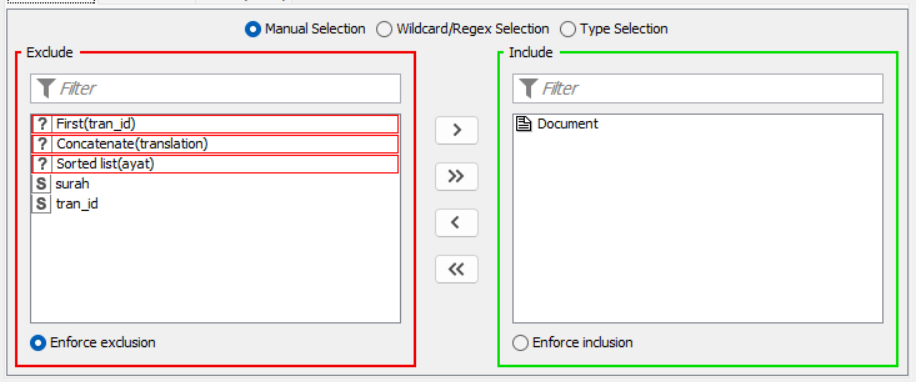 Manual Selection Wildcard/Regex Selection Type Selection
Exclude
Filter
? First(tran_id)
? Concatenate(translation)
? Sorted list(ayat)
S surah
S tran_id
Enforce exclusion
> 
>>
<
<<
Include
Filter
Document
Enforce inclusion